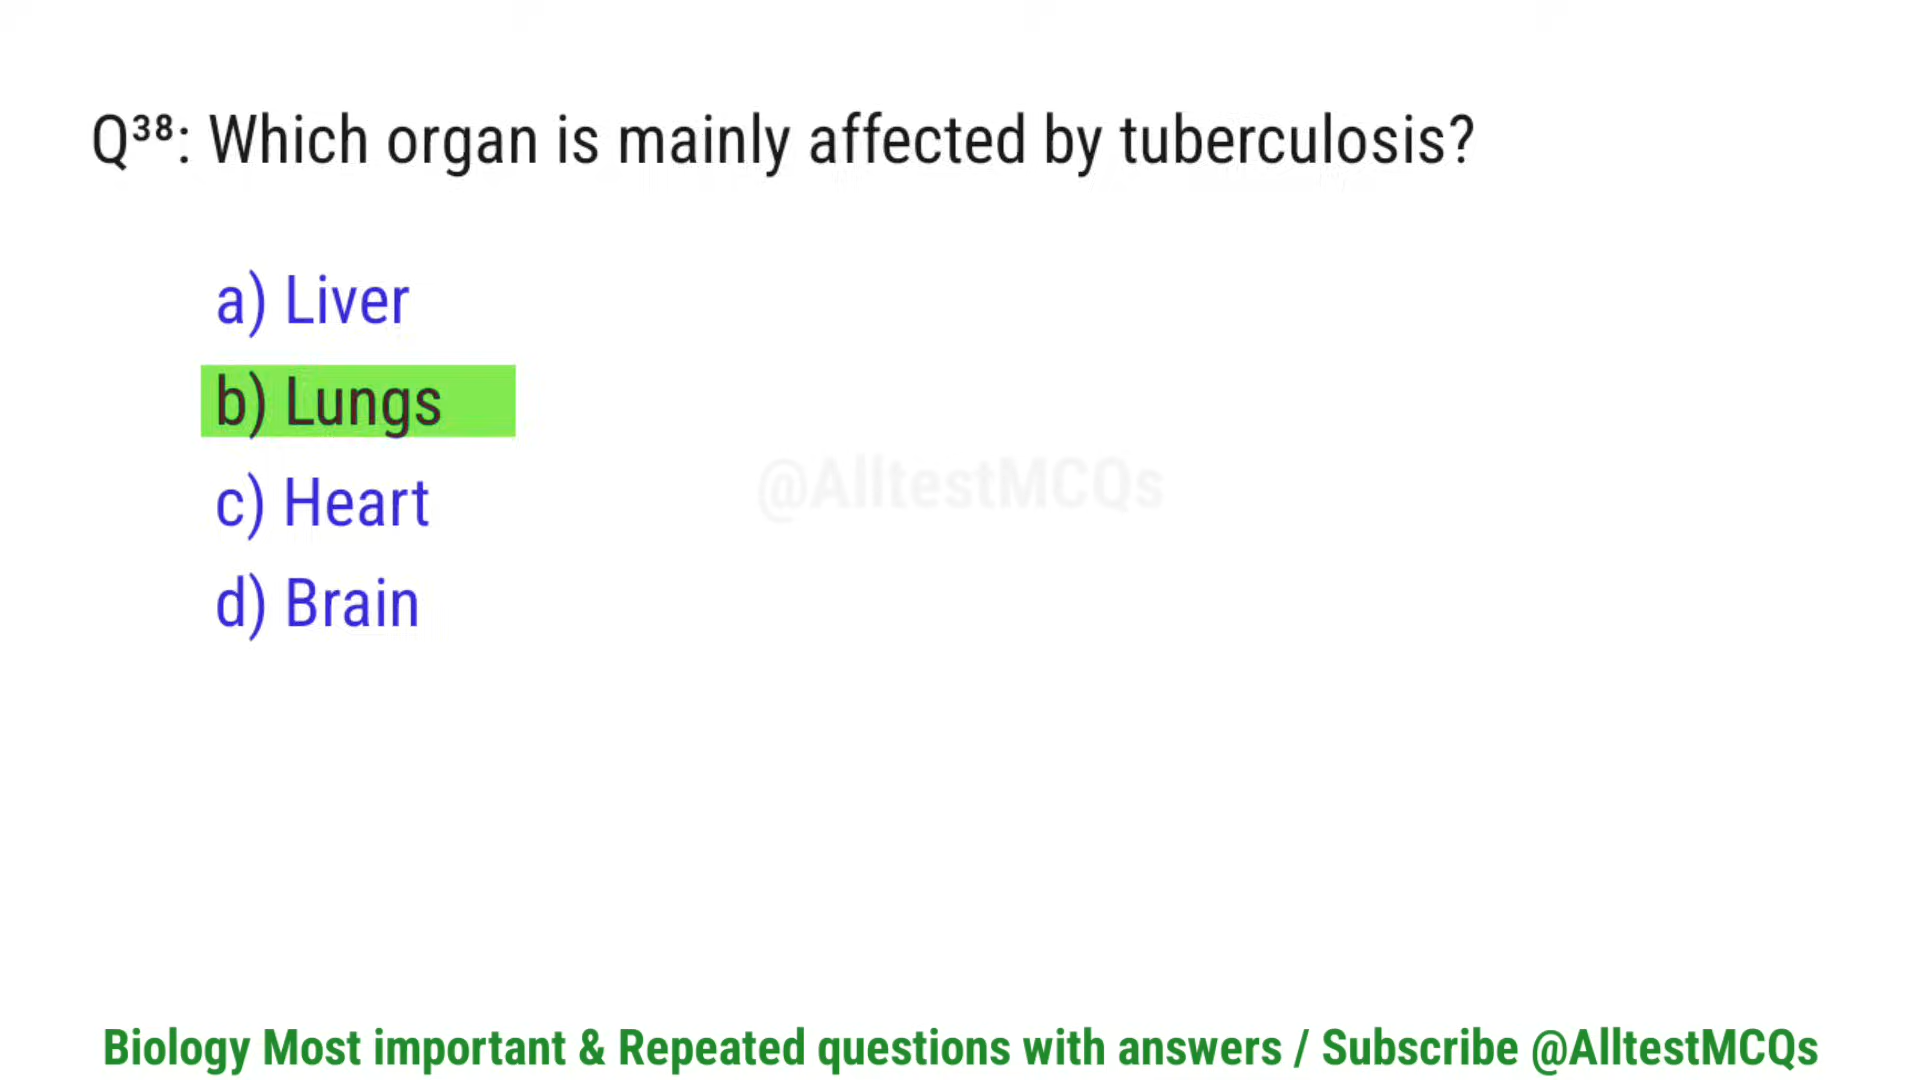 Q³⁸: Which organ is mainly affected by tuberculosis?
a) Liver
b) Lungs
c) Heart
d) Brain
@AlltestMCQs
Biology Most important & Repeated questions with answers / Subscribe @AlltestMCQs